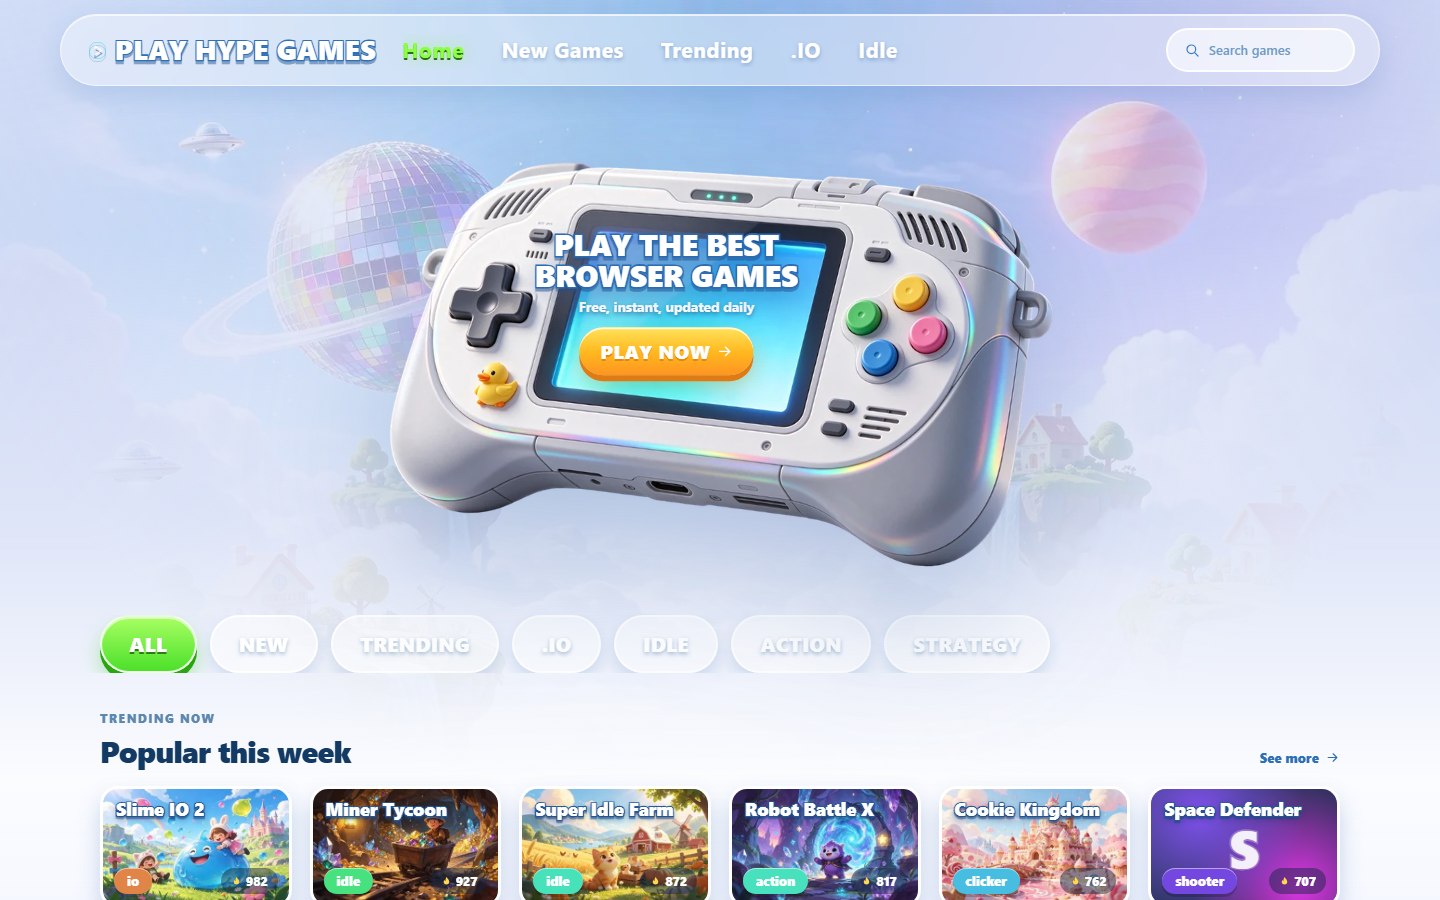 PLAY HYPE GAMES
Home
New Games
Trending
.IO
Idle
Search games
PLAY THE BEST
BROWSER GAMES
Free, instant, updated daily
PLAY NOW
ALL
NEW
TRENDING
.IO
IDLE
ACTION
STRATEGY
TRENDING NOW
Popular this week
See more
Slime IO 2
Miner Tycoon
Super Idle Farm
Robot Battle X
Cookie Kingdom
Space Defender
S
io
982
idle
927
idle
872
action
817
clicker
762
shooter
707